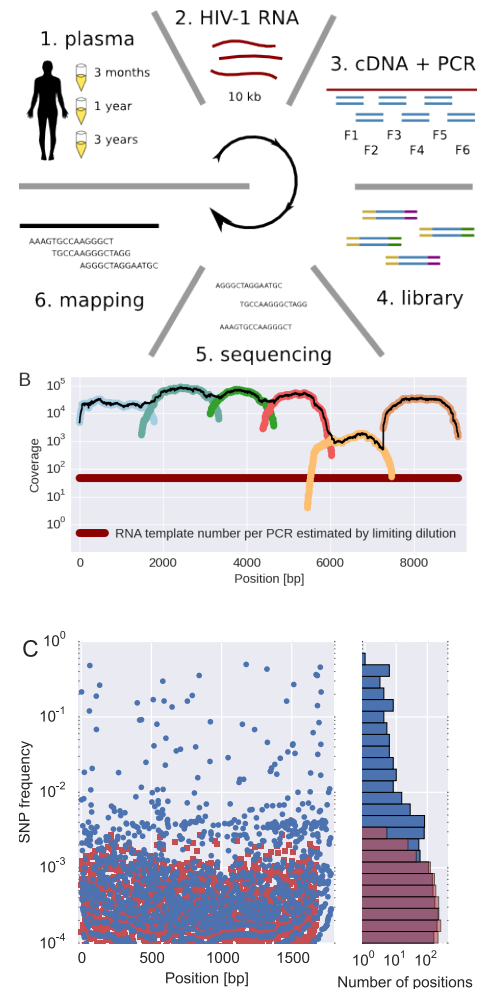 2. HIV-1 RNA
1. plasma
3. cDNA + PCR
3 months
1 year
3 years
10 kb
F1 F3 F5
F2 F4 F6
AAAGTGCCAAGGGCT
TGCCAAGGGCTAGG
AGGGCTAGGAATGC
6. mapping
4. library
AGGGCTAGGAATGC
TGCCAAGGGCTAGG
AAAGTGCCAAGGGCT
5. sequencing
B
Coverage
10^5
10^4
10^3
10^2
10^1
10^0
RNA template number per PCR estimated by limiting dilution
0 2000 4000 6000 8000
Position [bp]
C
SNP frequency
10^0
10^-1
10^-2
10^-3
10^-4
0 500 1000 1500
Position [bp]
10^0 10^1 10^2
Number of positions